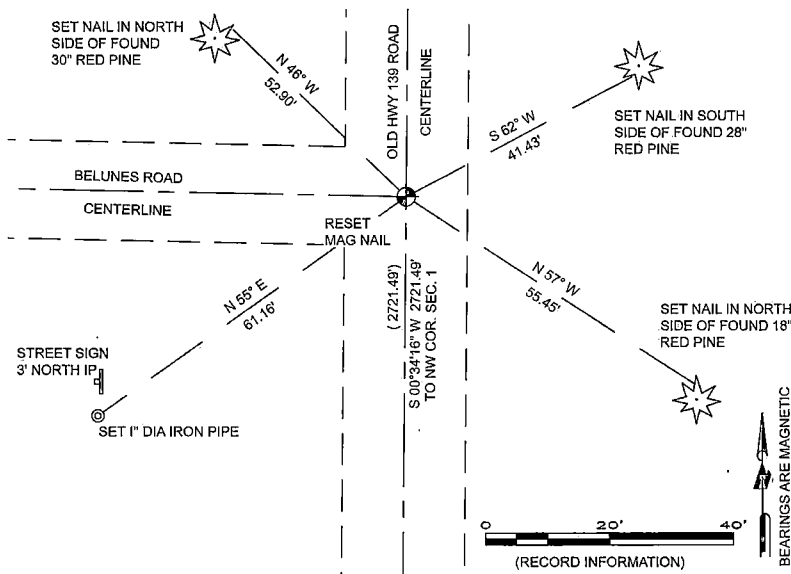 SET NAIL IN NORTH
SIDE OF FOUND
30" RED PINE
N 46° W
52.90'
OLD HWY 139 ROAD
CENTERLINE
S 62° W
41.43'
SET NAIL IN SOUTH
SIDE OF FOUND 28"
RED PINE
BELUNES ROAD
CENTERLINE
RESET
MAG NAIL
N 55° E
61.16'
(2721.49')
S 00°34'16" W 2721.49'
TO NW COR. SEC. 1
N 57° W
55.45'
SET NAIL IN NORTH
SIDE OF FOUND 18"
RED PINE
STREET SIGN
3' NORTH IP
SET I" DIA IRON PIPE
BEARINGS ARE MAGNETIC
0 20' 40'
(RECORD INFORMATION)